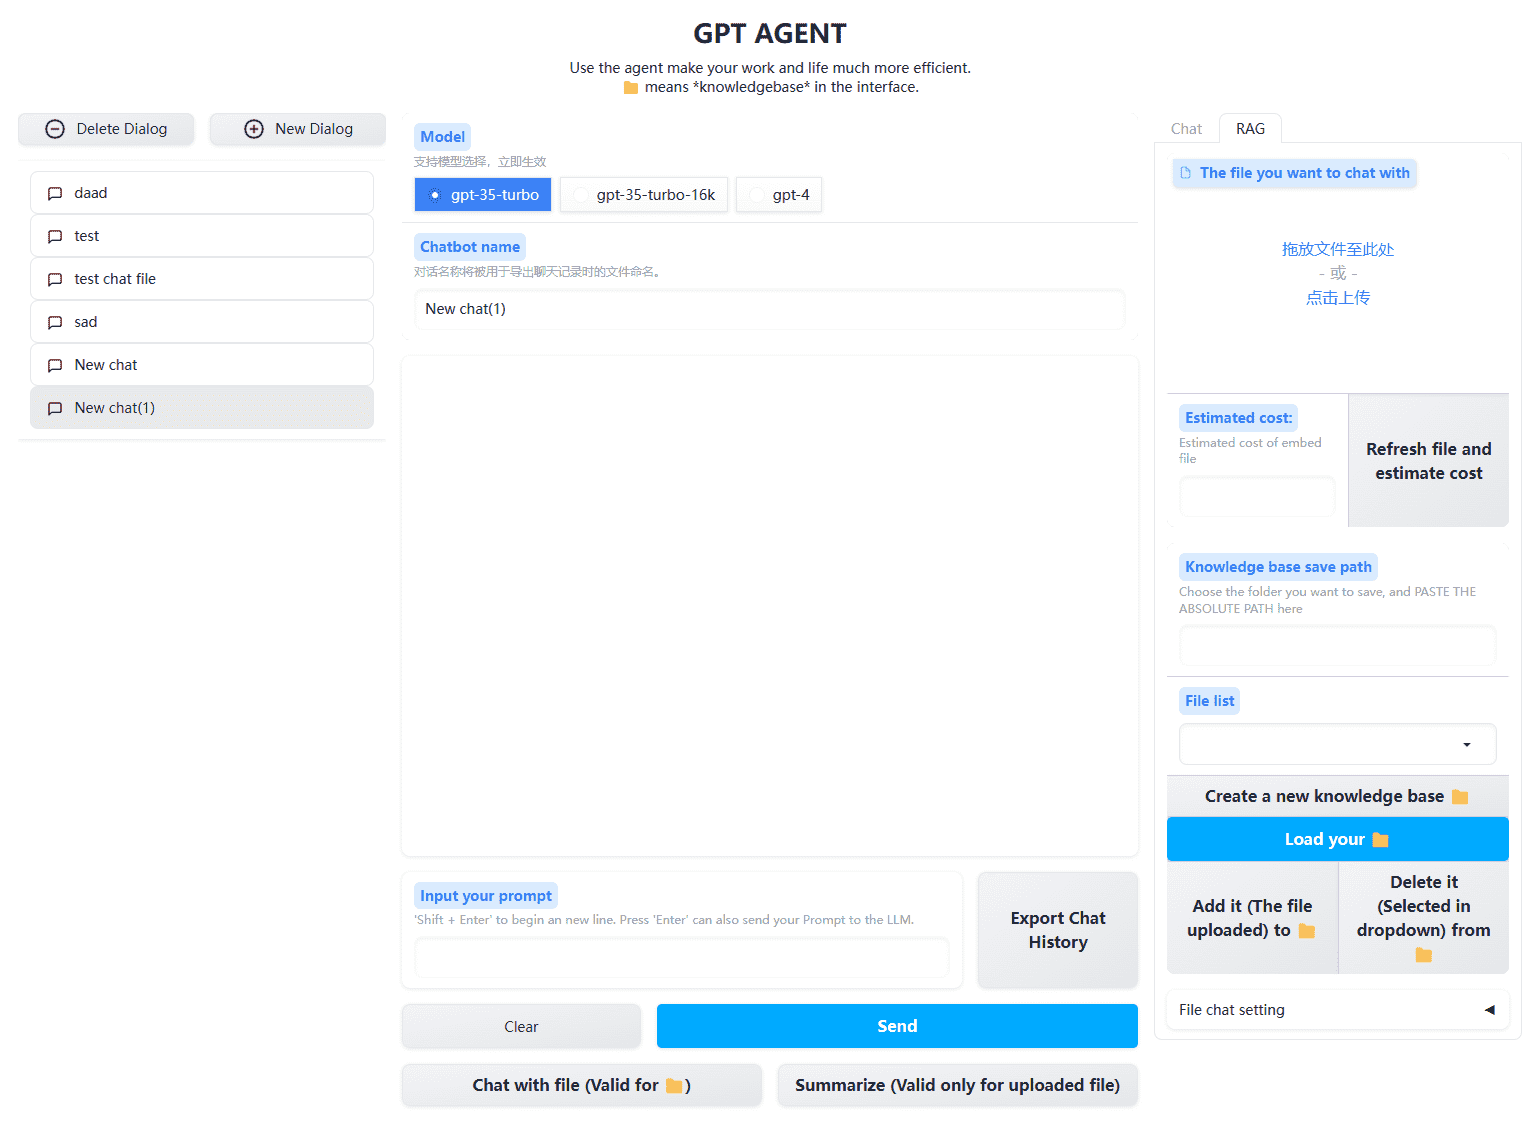 GPT AGENT
Use the agent make your work and life much more efficient.
means *knowledgebase* in the interface.
Delete Dialog
New Dialog
daad
test
test chat file
sad
New chat
New chat(1)
Model
支持模型选择，立即生效
gpt-35-turbo
gpt-35-turbo-16k
gpt-4
Chatbot name
对话名称将被用于导出聊天记录时的文件命名。
New chat(1)
Input your prompt
'Shift + Enter' to begin an new line. Press 'Enter' can also send your Prompt to the LLM.
Export Chat
History
Clear
Send
Chat with file (Valid for )
Summarize (Valid only for uploaded file)
Chat
RAG
The file you want to chat with
拖放文件至此处
- 或 -
点击上传
Estimated cost:
Estimated cost of embed
file
Refresh file and
estimate cost
Knowledge base save path
Choose the folder you want to save, and PASTE THE
ABSOLUTE PATH here
File list
Create a new knowledge base
Load your
Add it (The file
uploaded) to
Delete it
(Selected in
dropdown) from
File chat setting